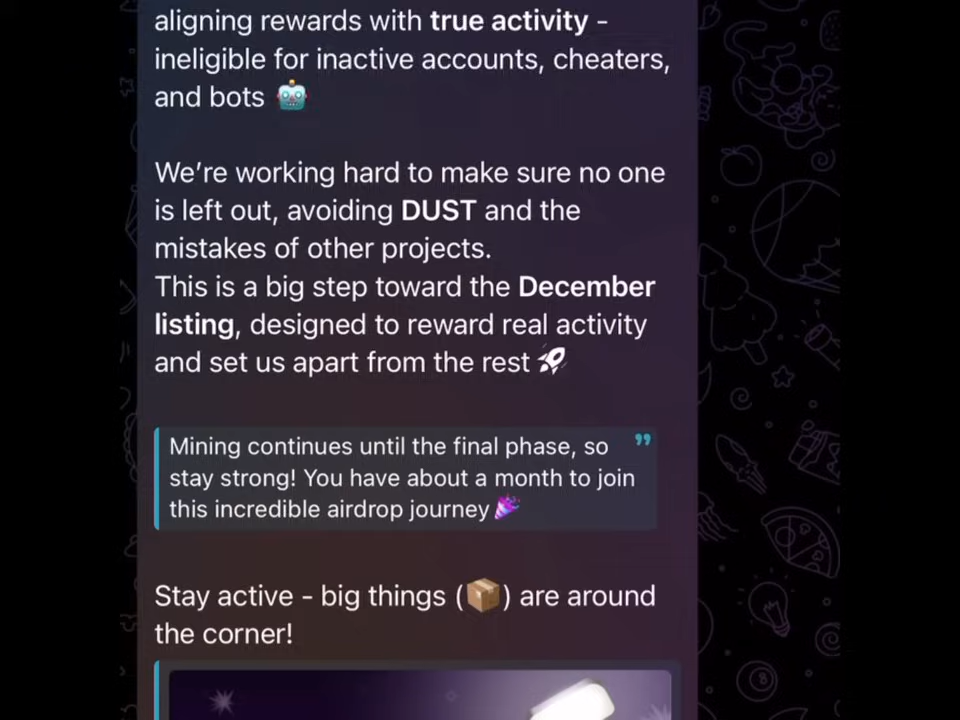 aligning rewards with true activity -
ineligible for inactive accounts, cheaters,
and bots 🤖
We’re working hard to make sure no one
is left out, avoiding DUST and the
mistakes of other projects.
This is a big step toward the December
listing, designed to reward real activity
and set us apart from the rest 🚀
Mining continues until the final phase, so
stay strong! You have about a month to join
this incredible airdrop journey 🎉
Stay active - big things (📦) are around
the corner!